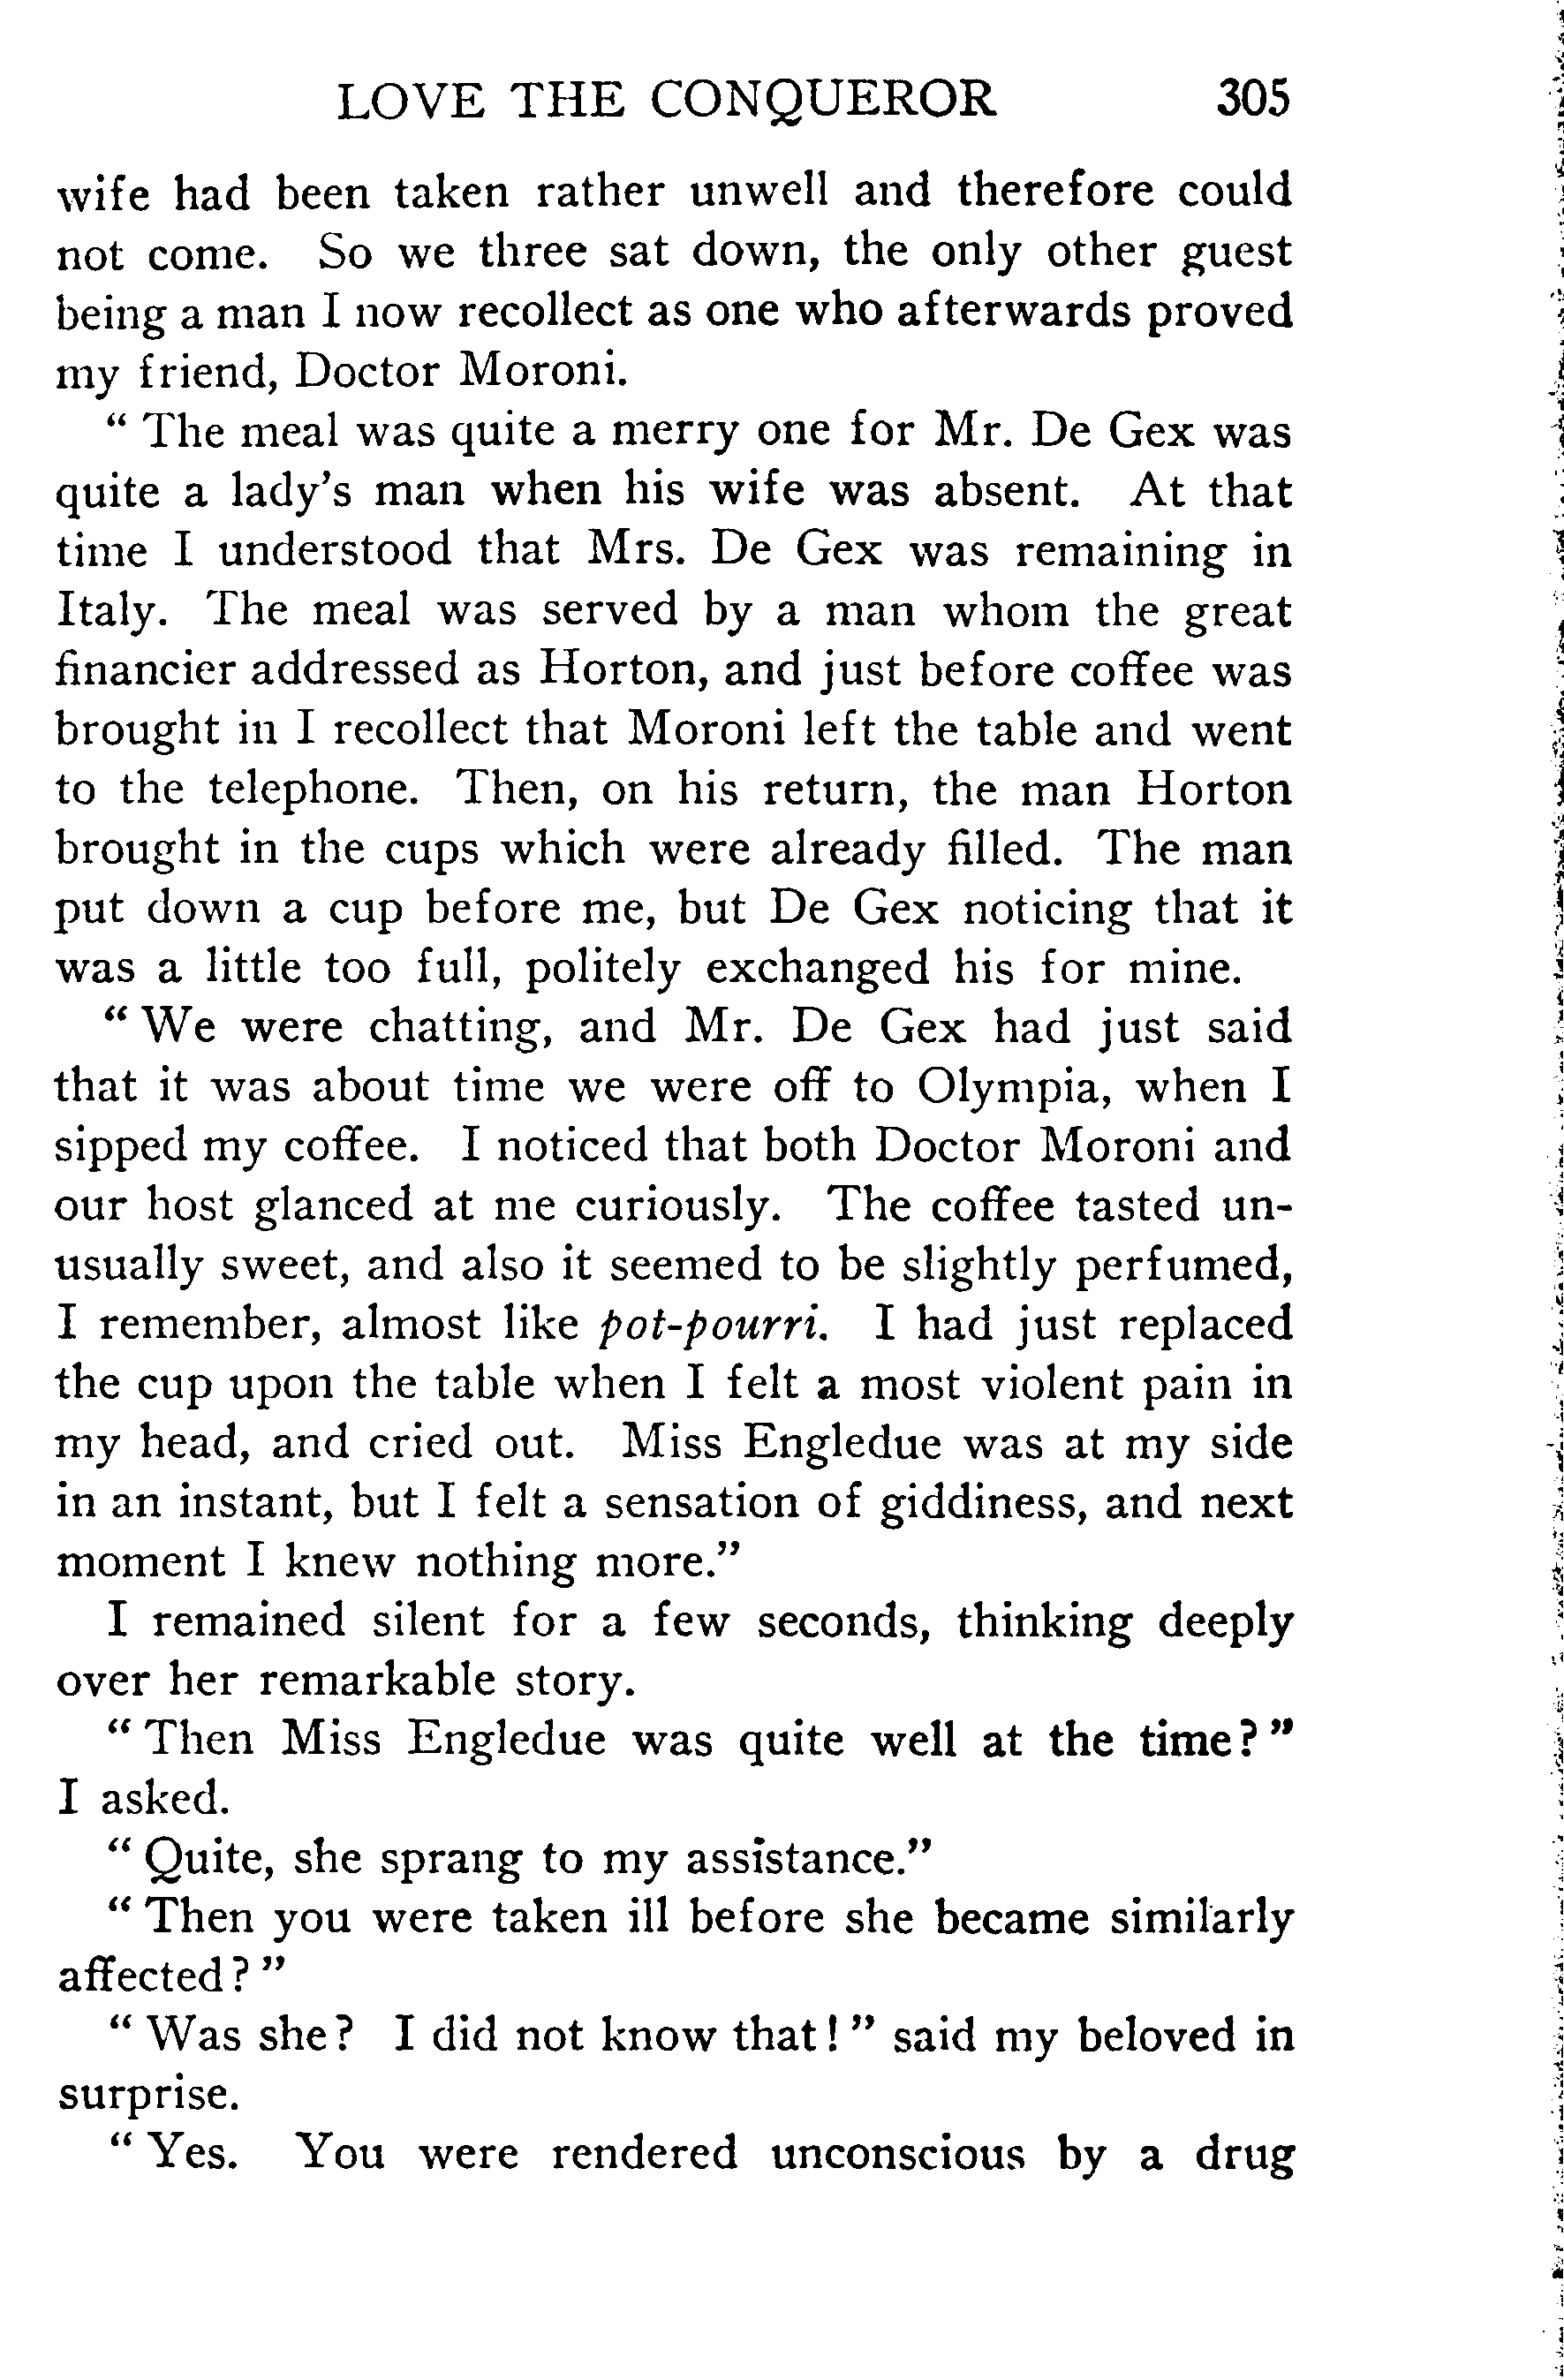 LOVE THE CONQUEROR 305
wife had been taken rather unwell and therefore could
not come. So we three sat down, the only other guest
being a man I now recollect as one who afterwards proved
my friend, Doctor Moroni.
“ The meal was quite a merry one for Mr. De Gex was
quite a lady’s man when his wife was absent. At that
time I understood that Mrs. De Gex was remaining in
Italy. The meal was served by a man whom the great
financier addressed as Horton, and just before coffee was
brought in I recollect that Moroni left the table and went
to the telephone. Then, on his return, the man Horton
brought in the cups which were already filled. The man
put down a cup before me, but De Gex noticing that it
was a little too full, politely exchanged his for mine.
“ We were chatting, and Mr. De Gex had just said
that it was about time we were off to Olympia, when I
sipped my coffee. I noticed that both Doctor Moroni and
our host glanced at me curiously. The coffee tasted un-
usually sweet, and also it seemed to be slightly perfumed,
I remember, almost like pot-pourri. I had just replaced
the cup upon the table when I felt a most violent pain in
my head, and cried out. Miss Engledue was at my side
in an instant, but I felt a sensation of giddiness, and next
moment I knew nothing more.”
I remained silent for a few seconds, thinking deeply
over her remarkable story.
“ Then Miss Engledue was quite well at the time? ”
I asked.
“ Quite, she sprang to my assistance.”
“ Then you were taken ill before she became similarly
affected? ”
“ Was she? I did not know that! ” said my beloved in
surprise.
“ Yes. You were rendered unconscious by a drug